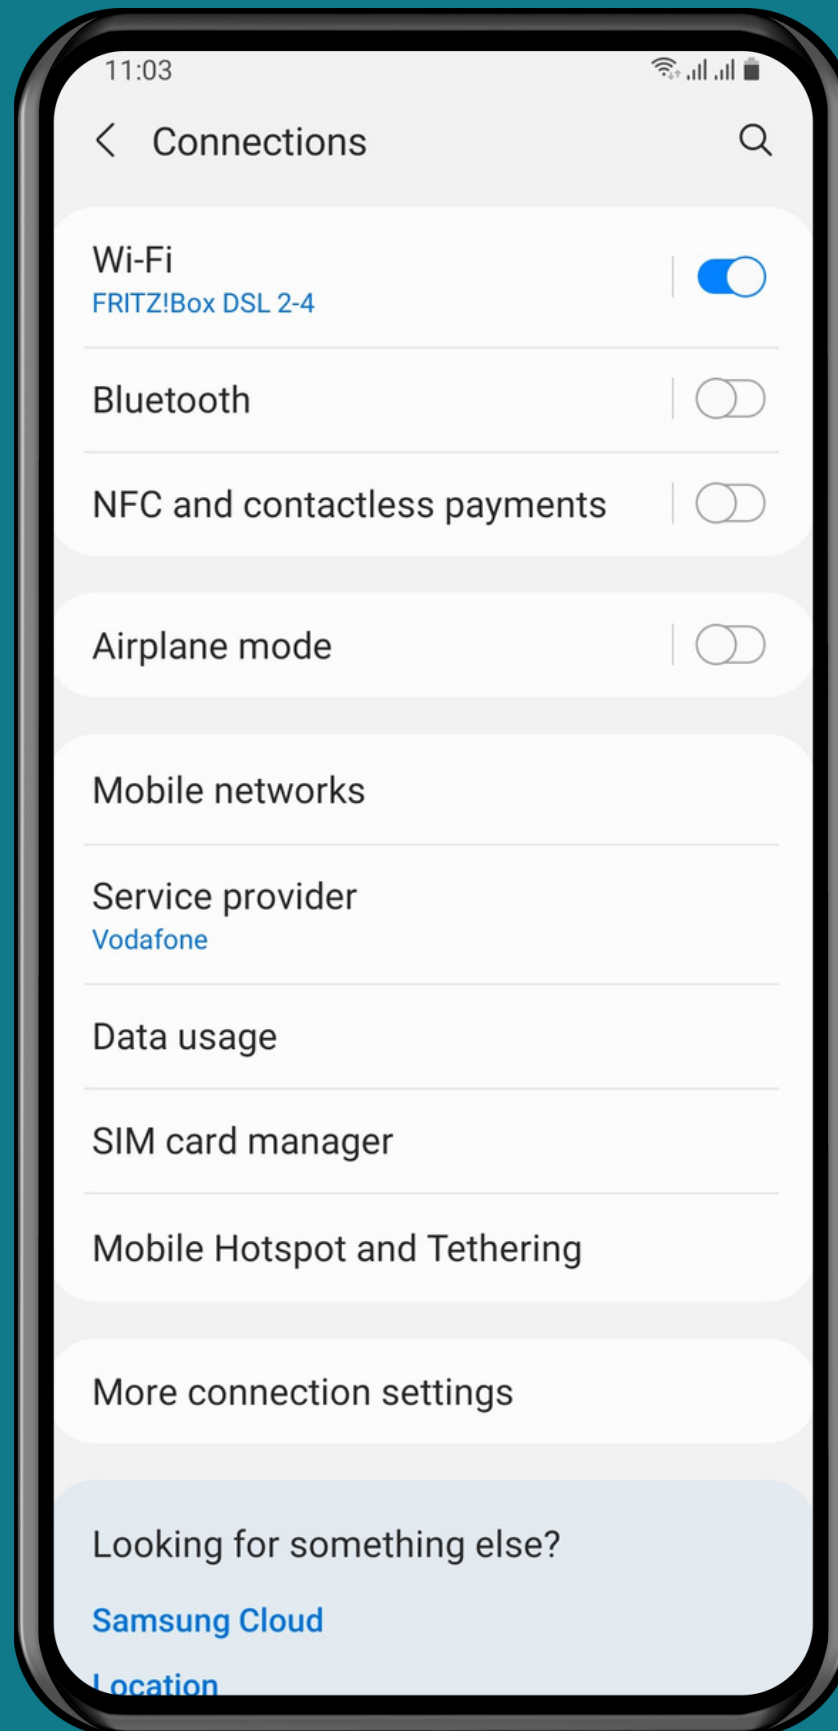 11:03
Connections
Wi-Fi
FRITZ!Box DSL 2-4
Bluetooth
NFC and contactless payments
Airplane mode
Mobile networks
Service provider
Vodafone
Data usage
SIM card manager
Mobile Hotspot and Tethering
More connection settings
Looking for something else?
Samsung Cloud
Location